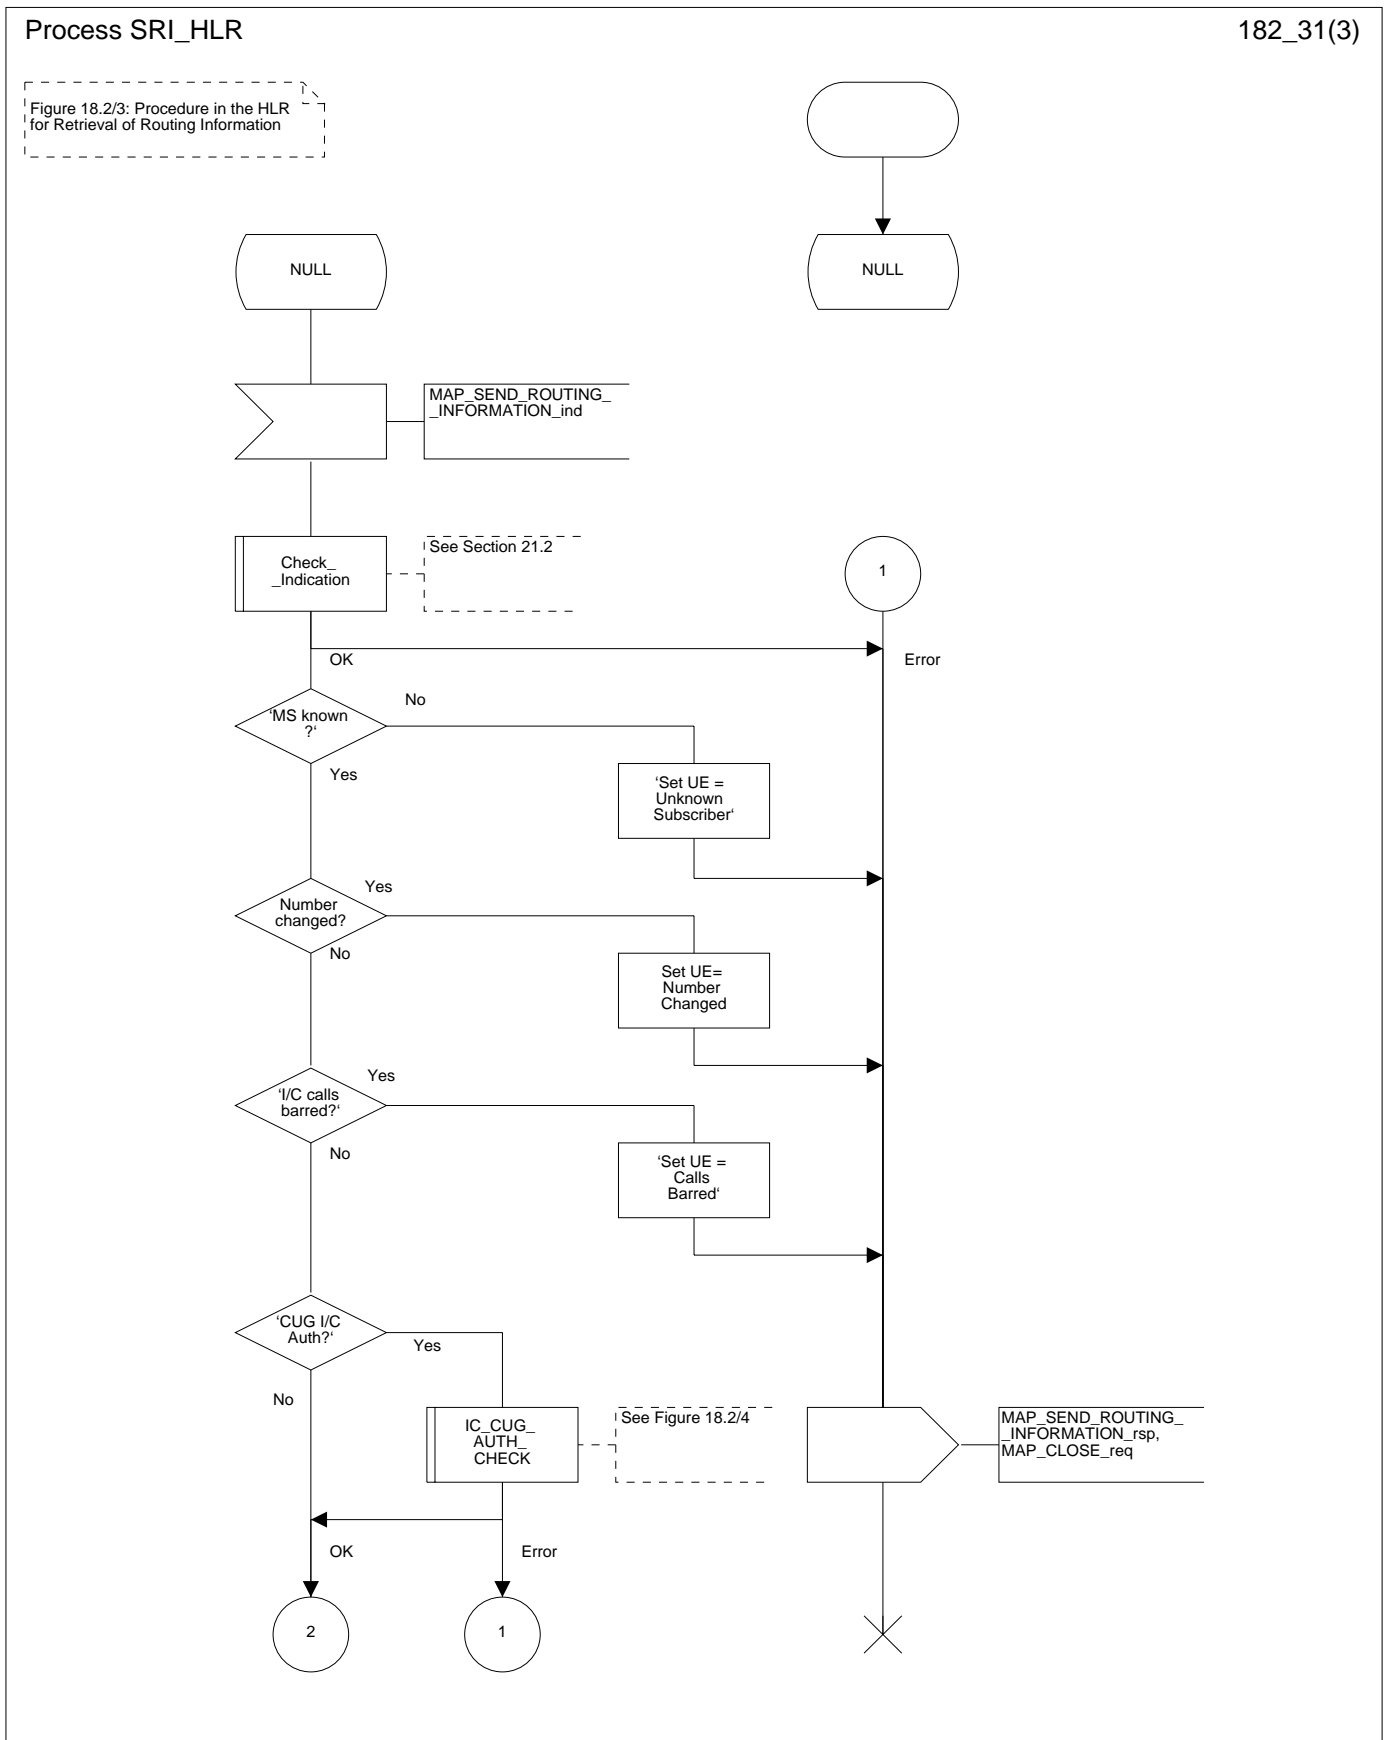 Process SRI_HLR
182_31(3)
Figure 18.2/3: Procedure in the HLR
for Retrieval of Routing Information
NULL
NULL
MAP_SEND_ROUTING_
_INFORMATION_ind
Check_
_Indication
See Section 21.2
1
OK
Error
‘MS known
?‘
No
Yes
‘Set UE =
Unknown
Subscriber‘
Number
changed?
Yes
No
Set UE=
Number
Changed
‘I/C calls
barred?‘
Yes
No
‘Set UE =
Calls
Barred‘
‘CUG I/C
Auth?‘
Yes
No
IC_CUG_
AUTH_
CHECK
See Figure 18.2/4
MAP_SEND_ROUTING_
_INFORMATION_rsp,
MAP_CLOSE_req
OK
Error
2
1